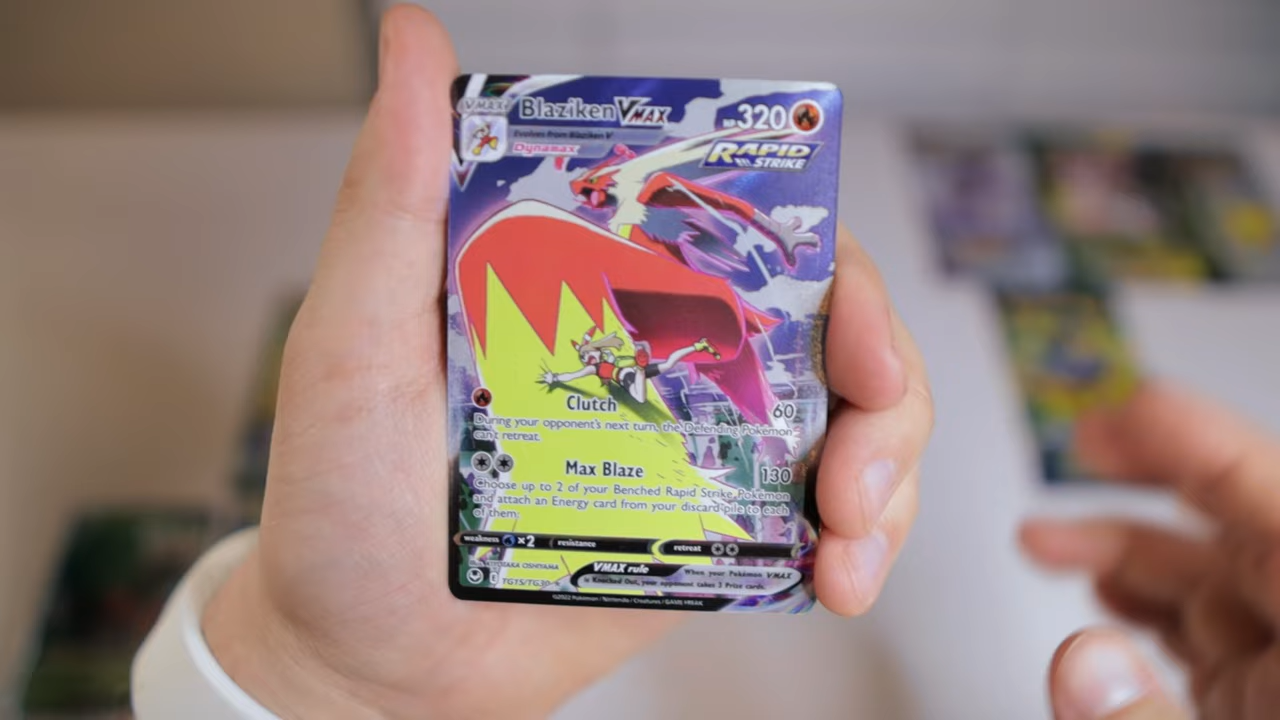 VMAX Blaziken VMAX HP 320
Evolves from Blaziken V
Dynamax
RAPID
STRIKE
Clutch 60
During your opponent's next turn, the Defending Pokémon
can't retreat.
Max Blaze 130
Choose up to 2 of your Benched Rapid Strike Pokémon
and attach an Energy card from your discard pile to each
of them.
weakness ×2 resistance retreat
OSHIYAMA
VMAX rule When your Pokémon VMAX
is Knocked Out, your opponent takes 3 Prize cards.
E TG15/TG30
©2022 Pokémon / Nintendo / Creatures / GAME FREAK